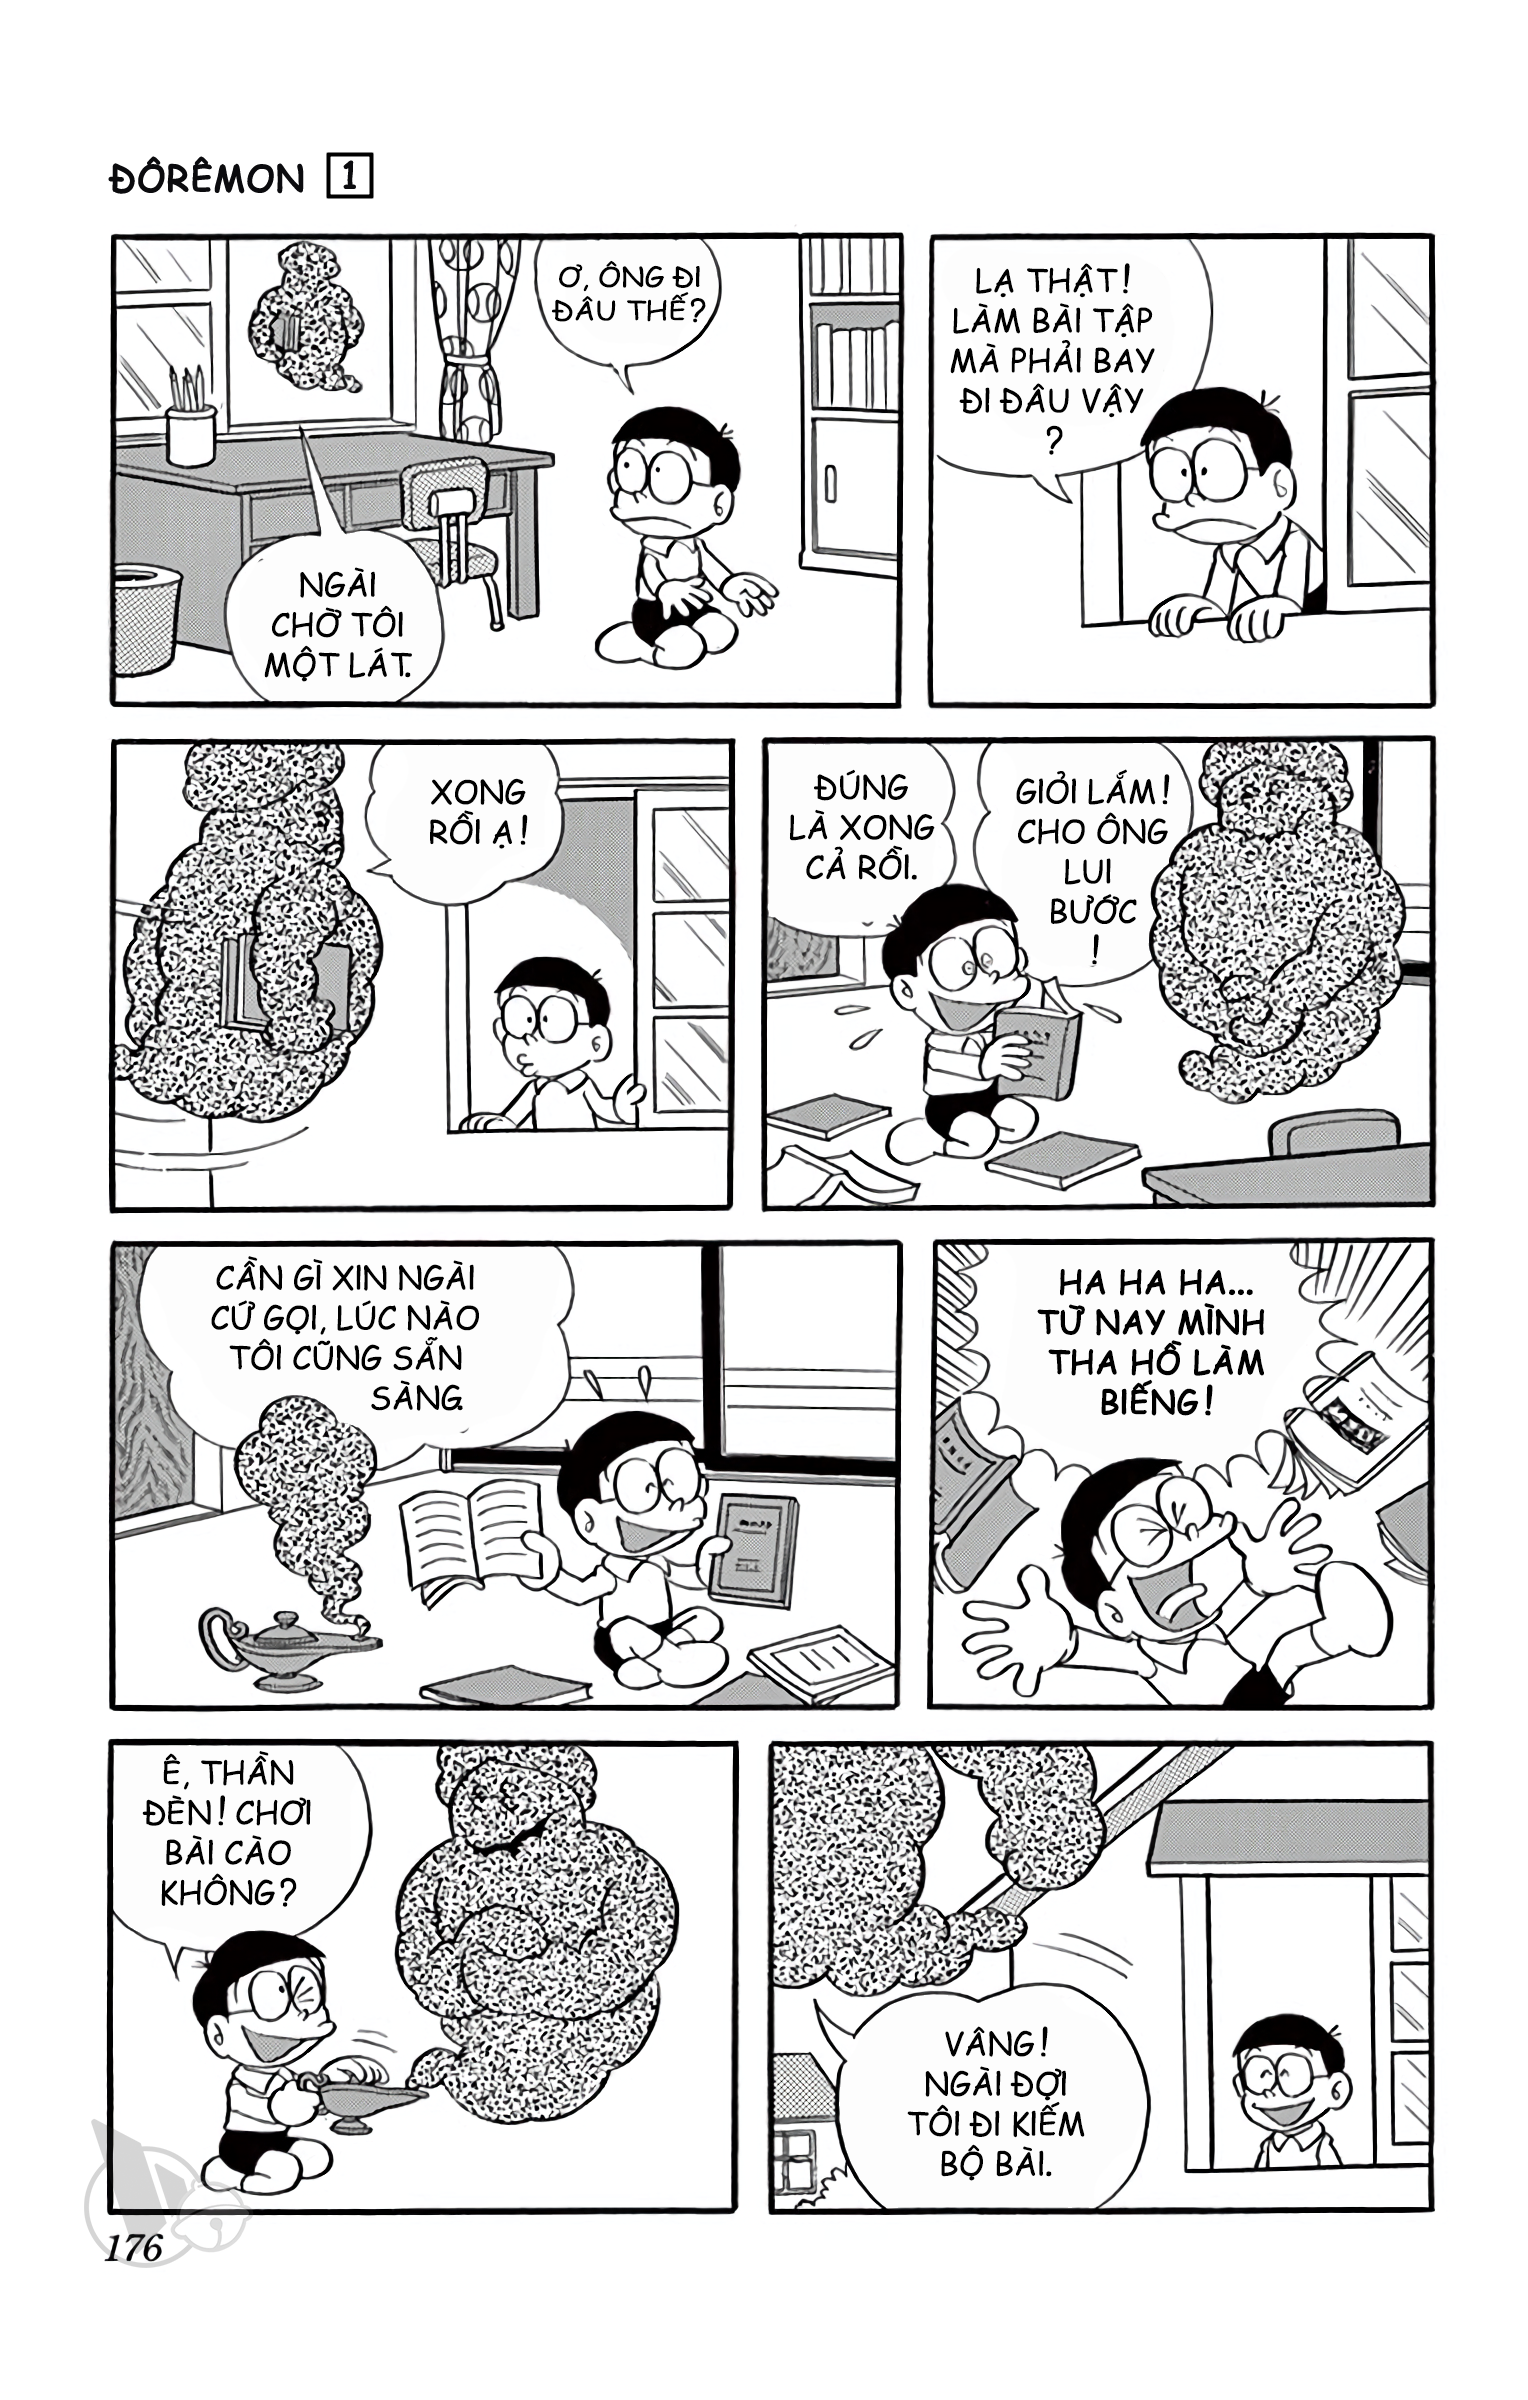 ĐÔRÊMON 1
Ơ, ÔNG ĐI
ĐÂU THẾ?
NGÀI
CHỜ TÔI
MỘT LÁT.
LẠ THẬT!
LÀM BÀI TẬP
MÀ PHẢI BAY
ĐI ĐÂU VẬY
?
XONG
RỒI Ạ!
ĐÚNG
LÀ XONG
CẢ RỒI.
GIỎI LẮM!
CHO ÔNG
LUI
BƯỚC
!
CẦN GÌ XIN NGÀI
CỨ GỌI, LÚC NÀO
TÔI CŨNG SẴN
SÀNG.
HA HA HA...
TỪ NAY MÌNH
THA HỒ LÀM
BIẾNG!
Ê, THẦN
ĐÈN! CHƠI
BÀI CÀO
KHÔNG?
VÂNG!
NGÀI ĐỢI
TÔI ĐI KIẾM
BỘ BÀI.
176